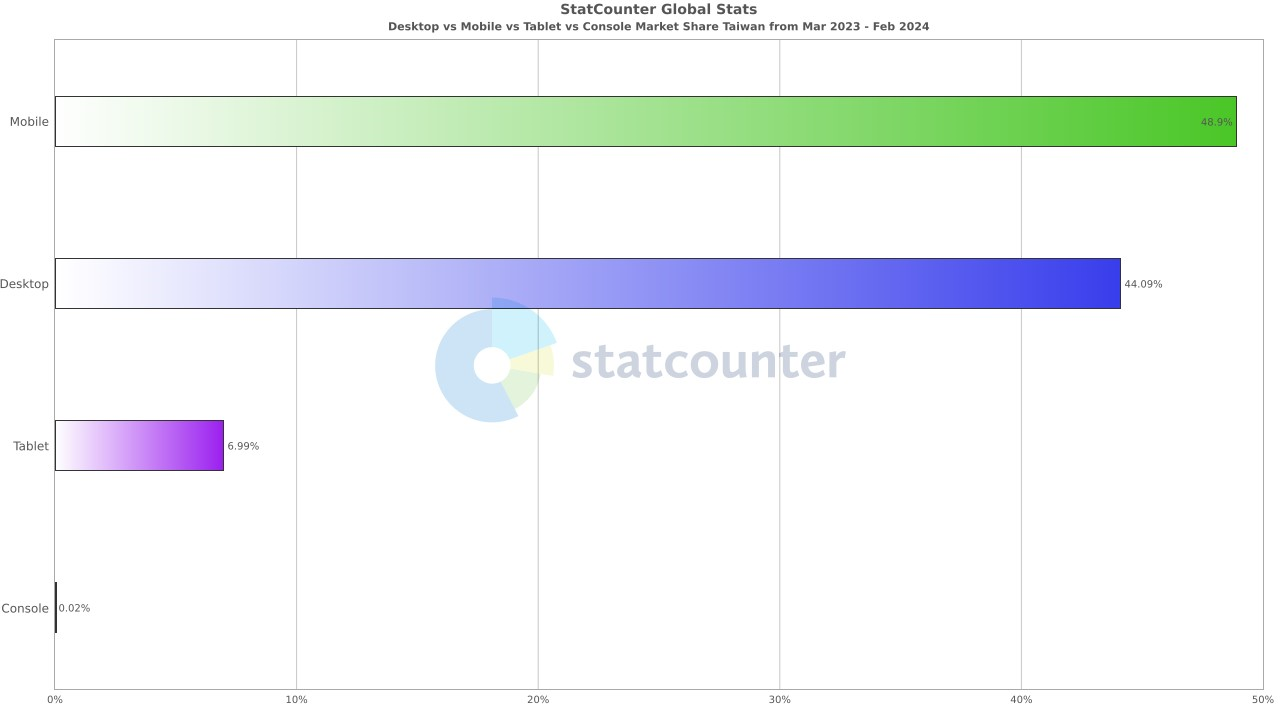 StatCounter Global Stats
Desktop vs Mobile vs Tablet vs Console Market Share Taiwan from Mar 2023 - Feb 2024
Mobile
48.9%
Desktop
44.09%
statcounter
Tablet
6.99%
Console
0.02%
0%
10%
20%
30%
40%
50%